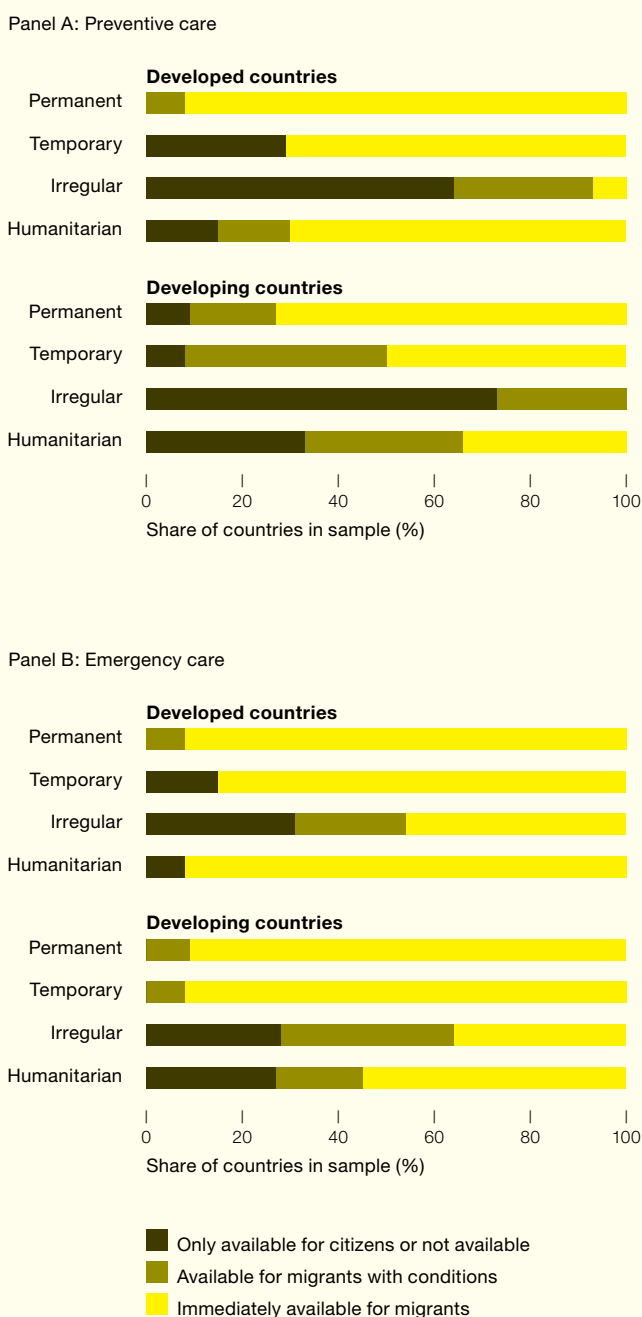 Panel A: Preventive care
Developed countries
Permanent
Temporary
Irregular
Humanitarian
Developing countries
Permanent
Temporary
Irregular
Humanitarian
0 20 40 60 80 100
Share of countries in sample (%)
Panel B: Emergency care
Developed countries
Permanent
Temporary
Irregular
Humanitarian
Developing countries
Permanent
Temporary
Irregular
Humanitarian
0 20 40 60 80 100
Share of countries in sample (%)
Only available for citizens or not available
Available for migrants with conditions
Immediately available for migrants